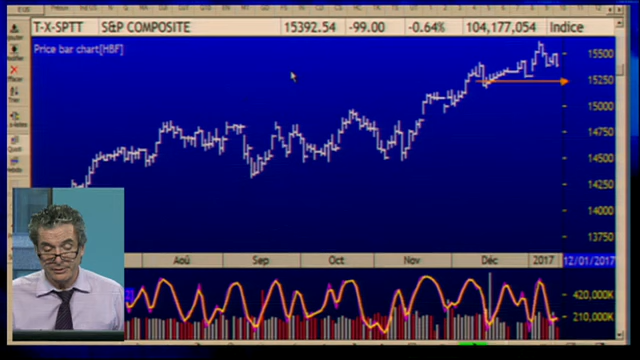 T-X-SPTT S&P COMPOSITE 15392.54 -99.00 -0.64% 104,177,054 Indice
Price bar chart[HBF]
15500
15250
15000
14750
14500
14250
14000
13750
Aoû Sep Oct Nov Déc 2017 12/01/2017
420,000K
210,000K